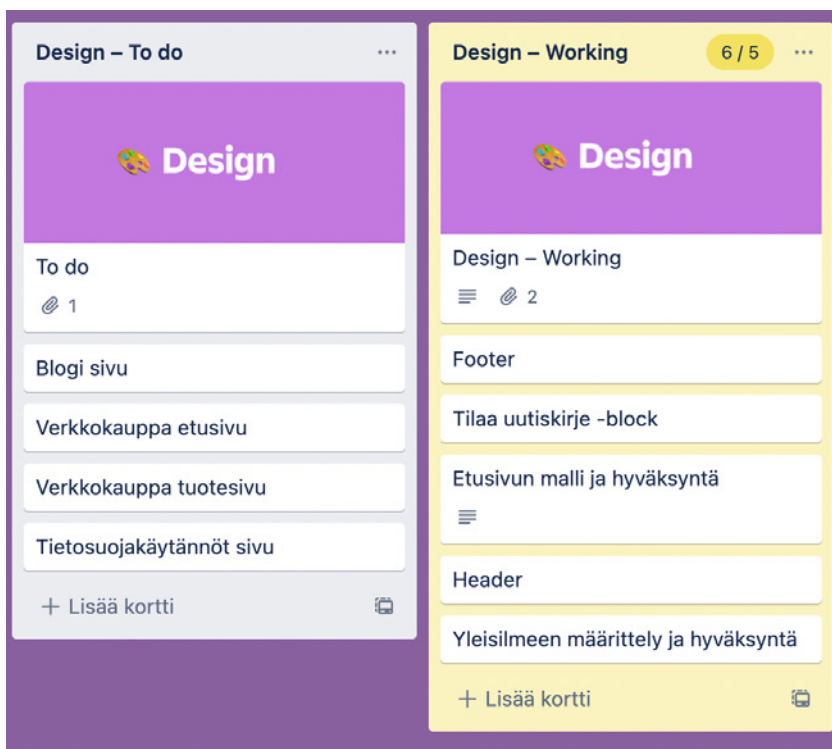 Design – To do
Design
To do
1
Blogi sivu
Verkkokauppa etusivu
Verkkokauppa tuotesivu
Tietosuojakäytännöt sivu
+ Lisää kortti
Design – Working 6 / 5
Design
Design – Working
2
Footer
Tilaa uutiskirje -block
Etusivun malli ja hyväksyntä
Header
Yleisilmeen määrittely ja hyväksyntä
+ Lisää kortti